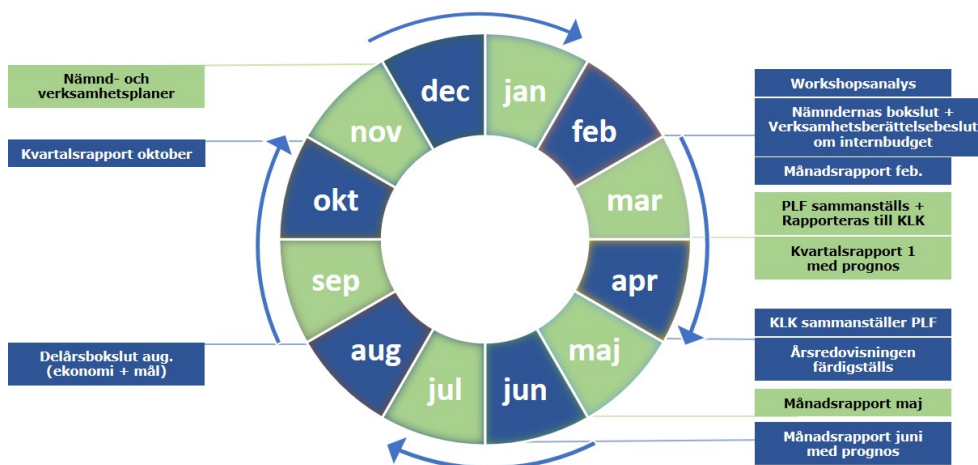 dec
jan
nov
feb
okt
mar
sep
apr
aug
maj
jul
jun
Nämnd- och
verksamhetsplaner
Kvartalsrapport oktober
Delårsbokslut aug.
(ekonomi + mål)
Workshopsanalys
Nämndernas bokslut +
Verksamhetsberättelsebeslut
om internbudget
Månadsrapport feb.
PLF sammanställs +
Rapporteras till KLK
Kvartalsrapport 1
med prognos
KLK sammanställer PLF
Årsredovisningen
färdigställs
Månadsrapport maj
Månadsrapport juni
med prognos